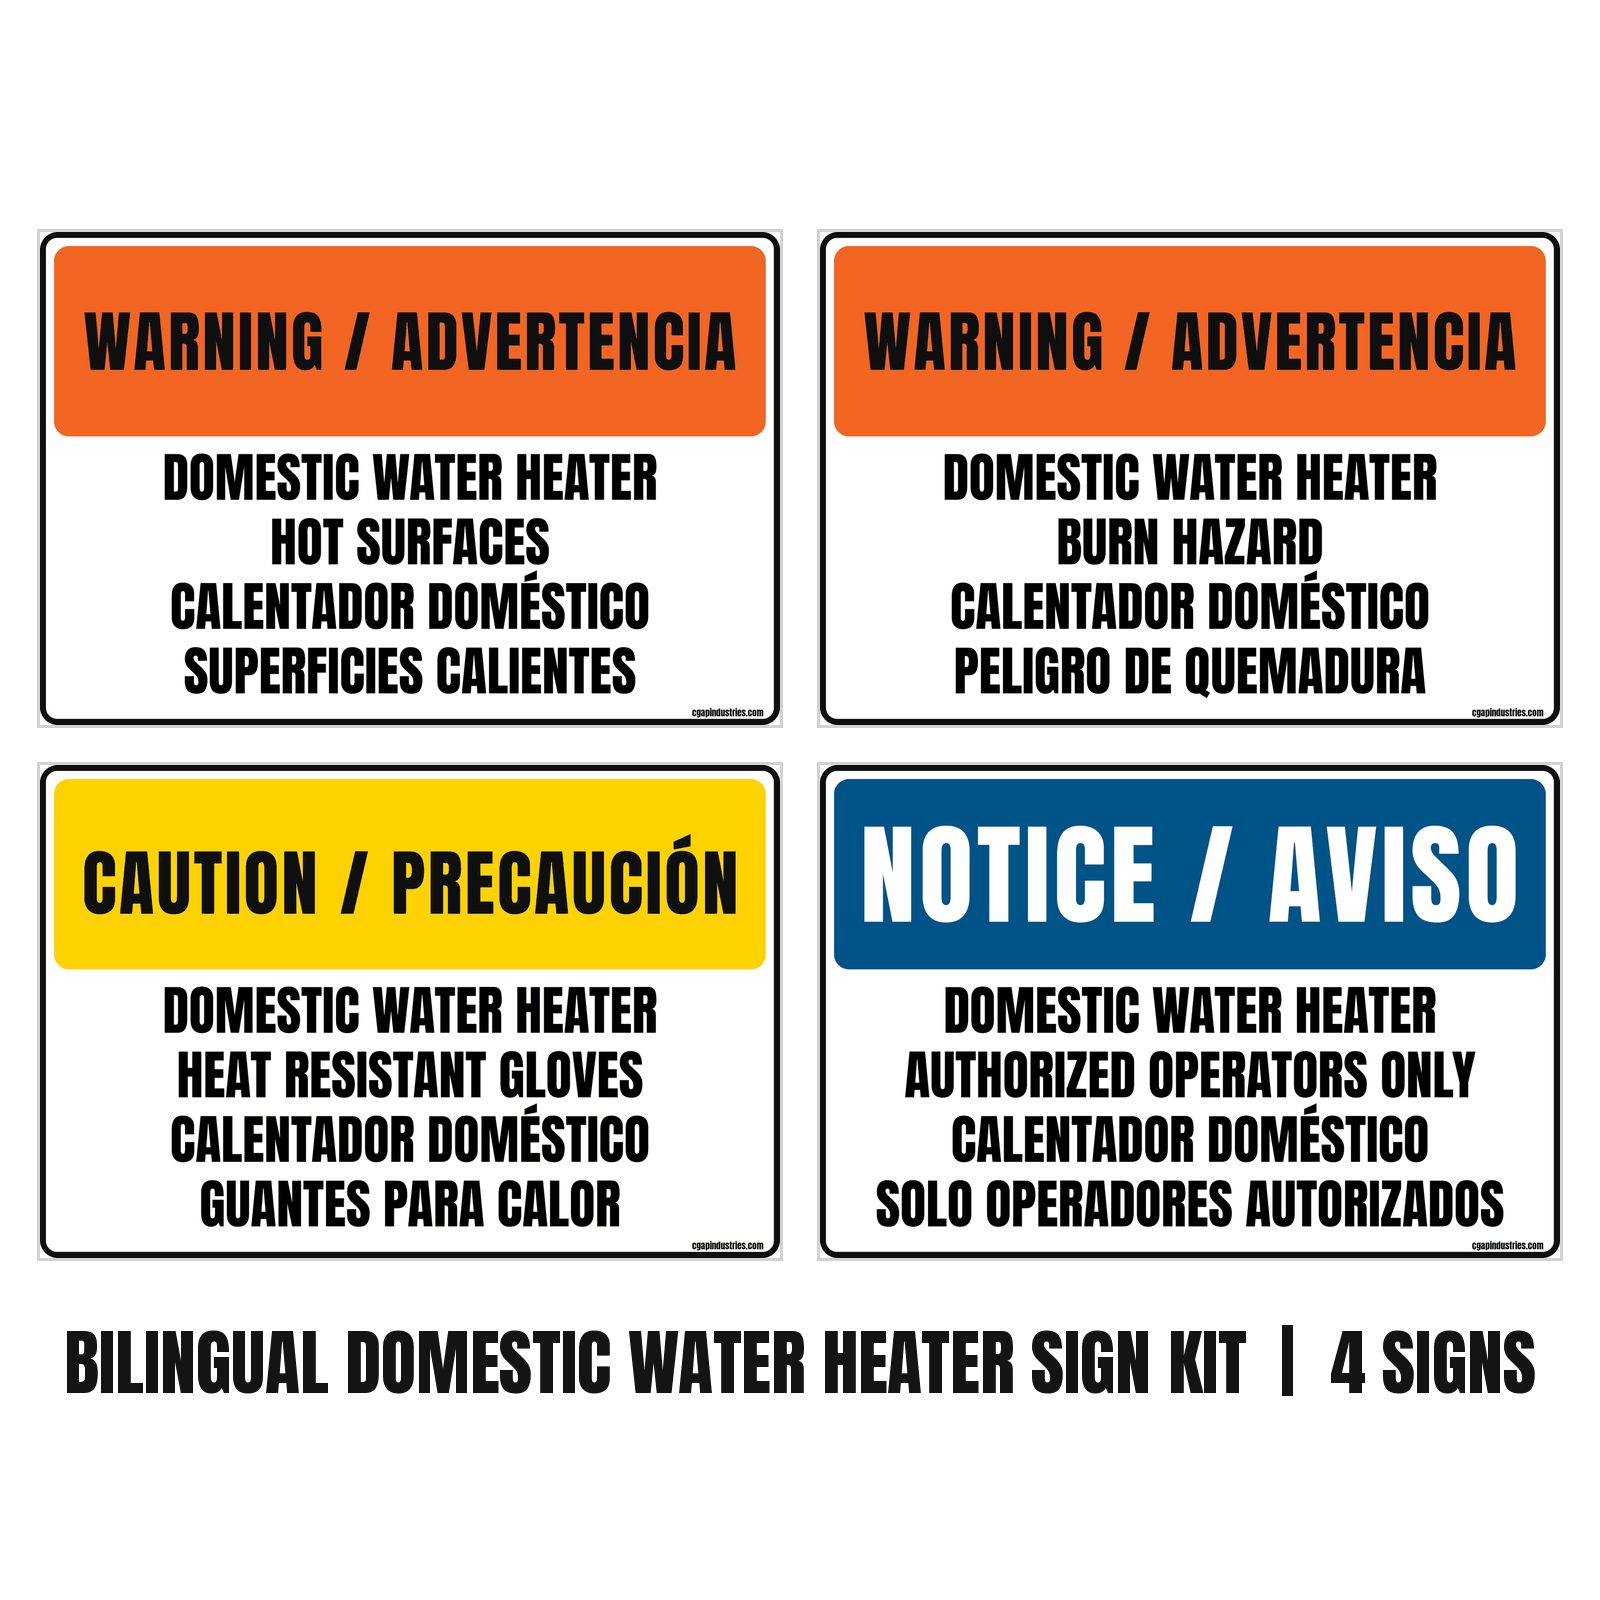 WARNING / ADVERTENCIA
DOMESTIC WATER HEATER
HOT SURFACES
CALENTADOR DOMÉSTICO
SUPERFICIES CALIENTES
cgapindustries.com
WARNING / ADVERTENCIA
DOMESTIC WATER HEATER
BURN HAZARD
CALENTADOR DOMÉSTICO
PELIGRO DE QUEMADURA
cgapindustries.com
CAUTION / PRECAUCIÓN
DOMESTIC WATER HEATER
HEAT RESISTANT GLOVES
CALENTADOR DOMÉSTICO
GUANTES PARA CALOR
cgapindustries.com
NOTICE / AVISO
DOMESTIC WATER HEATER
AUTHORIZED OPERATORS ONLY
CALENTADOR DOMÉSTICO
SOLO OPERADORES AUTORIZADOS
cgapindustries.com
BILINGUAL DOMESTIC WATER HEATER SIGN KIT | 4 SIGNS